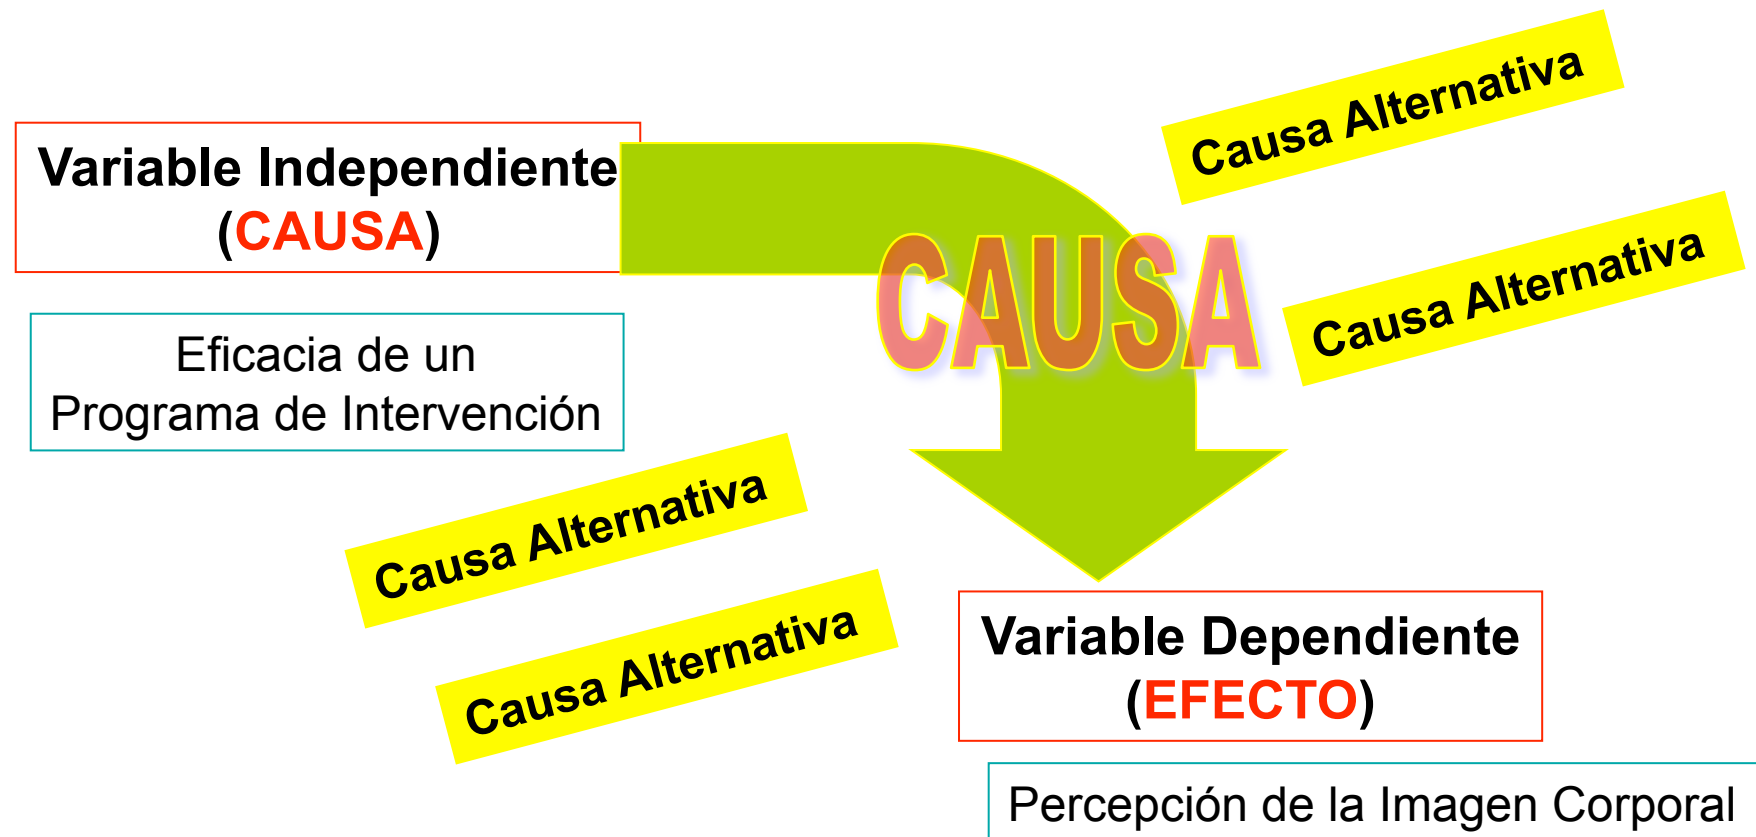 Causa Alternativa
Variable Independiente
(CAUSA)
CAUSA
Causa Alternativa
Eficacia de un
Programa de Intervención
Causa Alternativa
Causa Alternativa
Variable Dependiente
(EFECTO)
Percepción de la Imagen Corporal